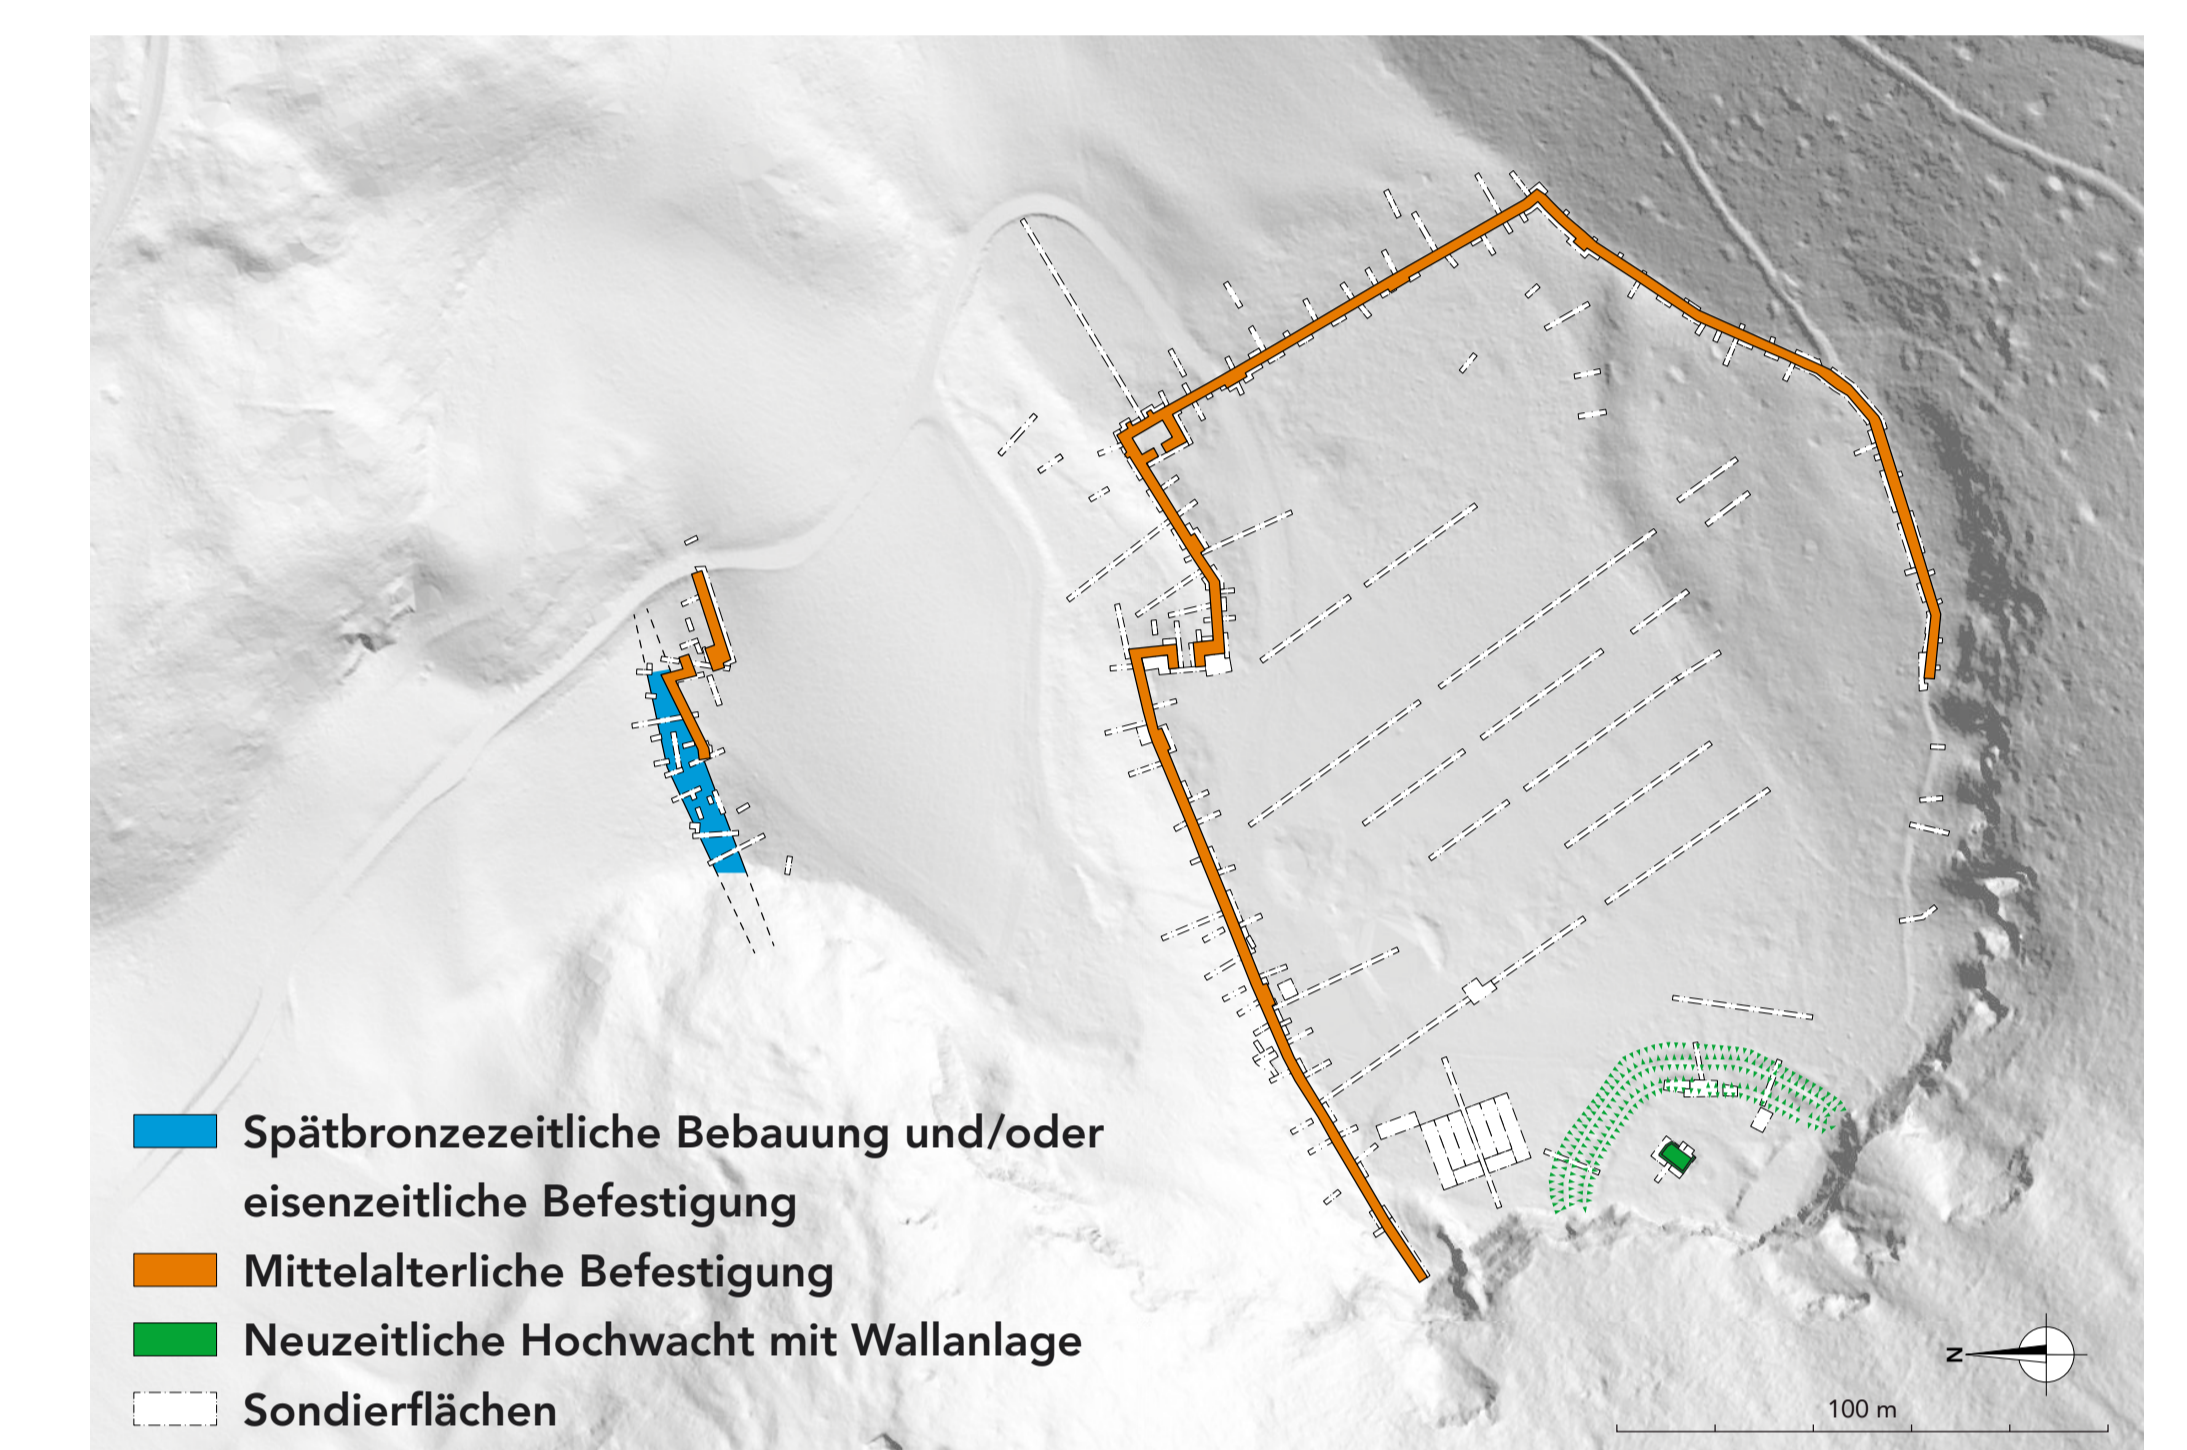 Spätbronzezeitliche Bebauung und/oder
eisenzeitliche Befestigung
Mittelalterliche Befestigung
Neuzeitliche Hochwacht mit Wallanlage
Sondierflächen
N
100 m